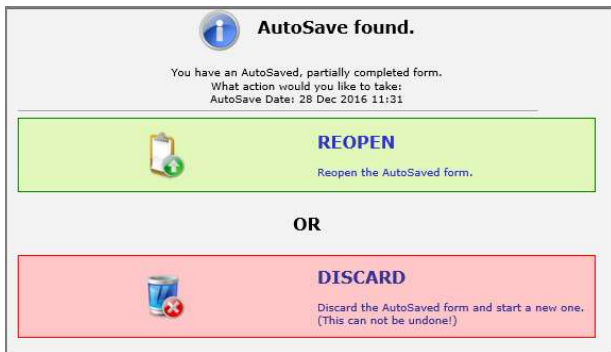 AutoSave found.
You have an AutoSaved, partially completed form.
What action would you like to take:
AutoSave Date: 28 Dec 2016 11:31
REOPEN
Reopen the AutoSaved form.
OR
DISCARD
Discard the AutoSaved form and start a new one.
(This can not be undone!)